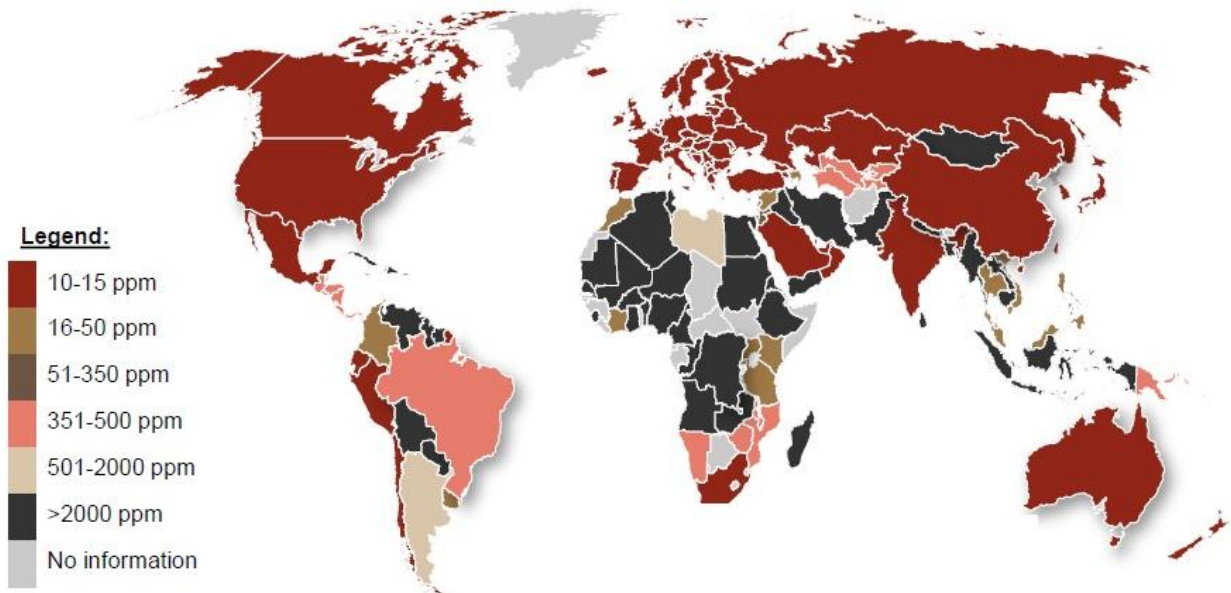 Legend:
10-15 ppm
16-50 ppm
51-350 ppm
351-500 ppm
501-2000 ppm
>2000 ppm
No information